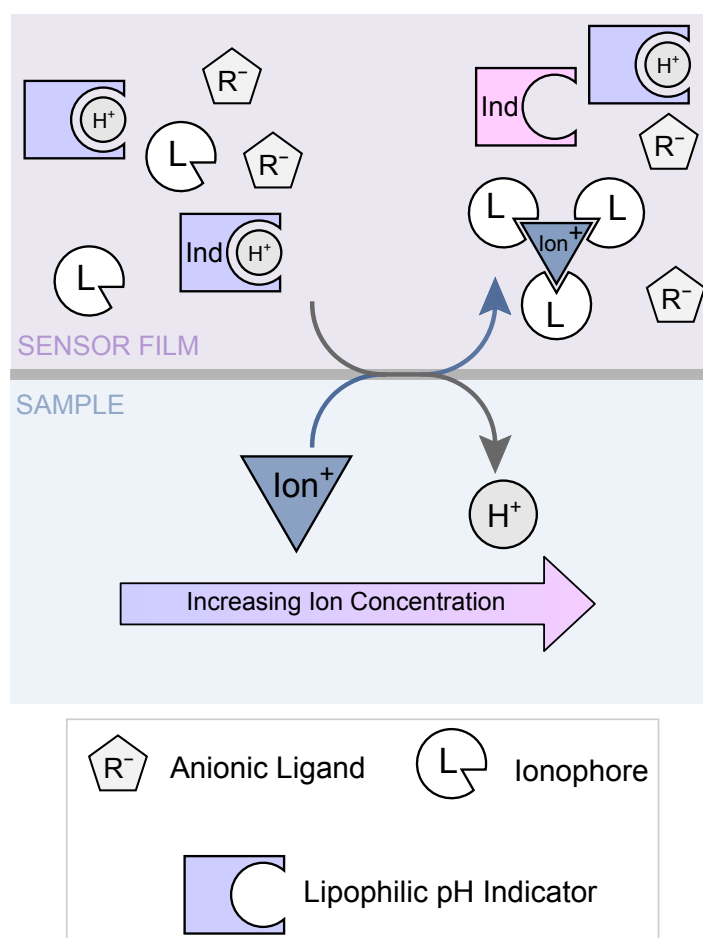 R⁻
H⁺
Ind
H⁺
L
R⁻
R⁻
L
L
Ind
H⁺
Ion⁺
L
L
R⁻
L
SENSOR FILM
SAMPLE
Ion⁺
H⁺
Increasing Ion Concentration
R⁻ Anionic Ligand
L Ionophore
Lipophilic pH Indicator